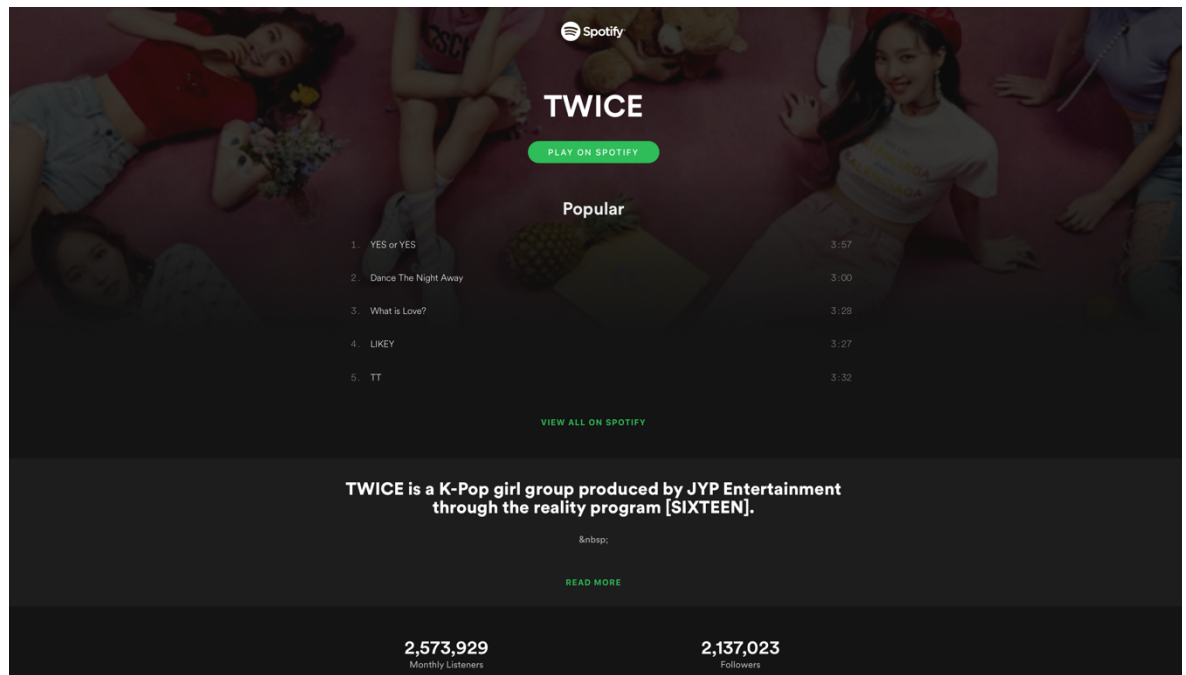 Spotify
TWICE
PLAY ON SPOTIFY
Popular
1. YES or YES 3:57
2. Dance The Night Away 3:00
3. What is Love? 3:28
4. LIKEY 3:27
5. TT 3:32
VIEW ALL ON SPOTIFY
TWICE is a K-Pop girl group produced by JYP Entertainment
through the reality program [SIXTEEN].
&nbsp;
READ MORE
2,573,929 2,137,023
Monthly Listeners Followers